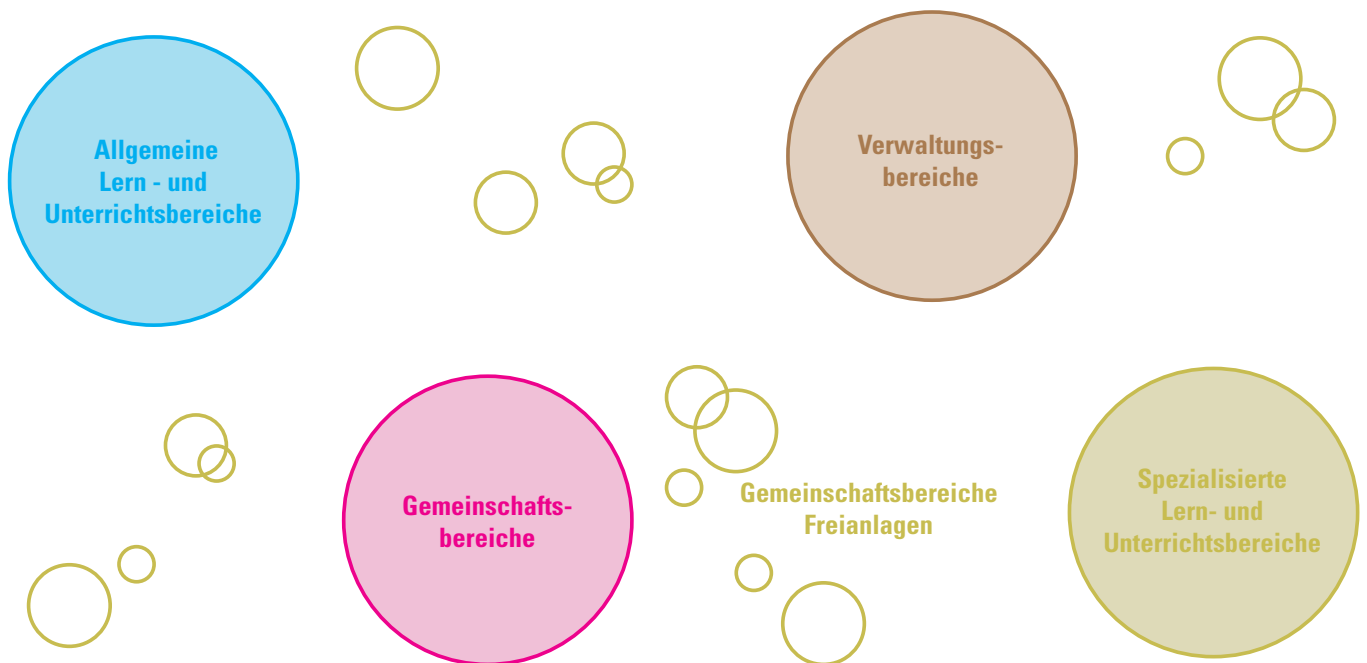 Allgemeine
Lern - und
Unterrichtsbereiche
Verwaltungs-
bereiche
Gemeinschafts-
bereiche
Gemeinschaftsbereiche
Freianlagen
Spezialisierte
Lern- und
Unterrichtsbereiche